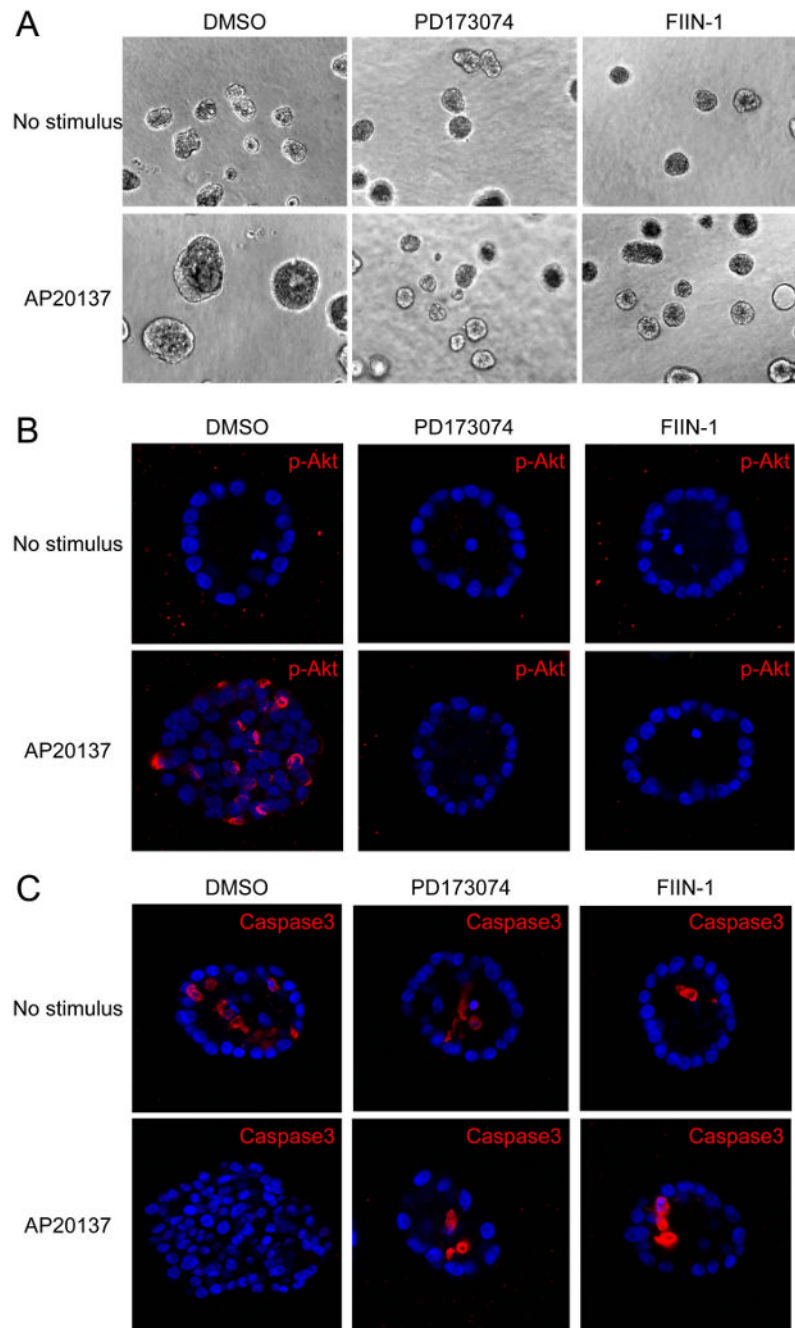 A
DMSO PD173074 FIIN-1
No stimulus
AP20137
B
DMSO PD173074 FIIN-1
No stimulus p-Akt p-Akt p-Akt
AP20137 p-Akt p-Akt p-Akt
C
DMSO PD173074 FIIN-1
No stimulus Caspase3 Caspase3 Caspase3
AP20137 Caspase3 Caspase3 Caspase3